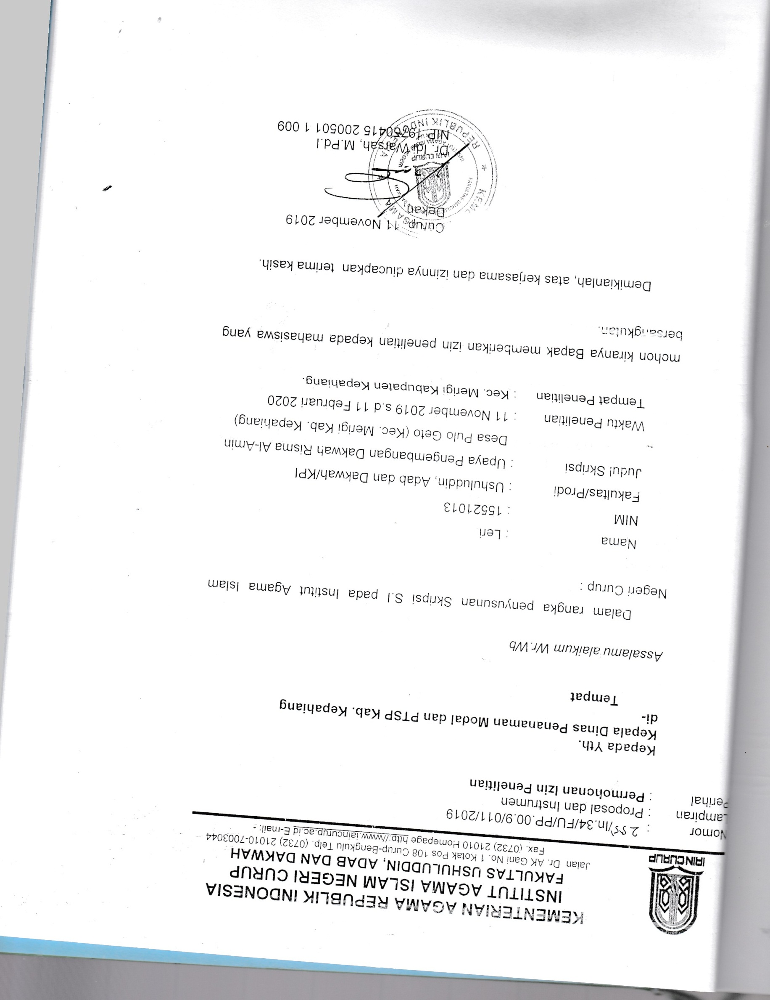 KEMENTERIAN AGAMA REPUBLIK INDONESIA
INSTITUT AGAMA ISLAM NEGERI CURUP
FAKULTAS USHULUDDIN, ADAB DAN DAKWAH
Jalan Dr. AK Gani No. 1 Kotak Pos 108 Curup-Bengkulu Telp. (0732) 21010-7003044
Fax. (0732) 21010 Homepage http://www.iaincurup.ac.id E-mail: -
IAIN CURUP
Nomor : 255/In.34/FU/PP.00.9/011/2019
Lampiran : Proposal dan Instrumen
Perihal : Permohonan Izin Penelitian
Kepada Yth.
Kepala Dinas Penanaman Modal dan PTSP Kab. Kepahiang
di-
Tempat
Assalamu'alaikum Wr.Wb
Dalam rangka penyusunan Skripsi S.I pada Institut Agama Islam
Negeri Curup :
Nama : Leri
NIM : 15521013
Fakultas/Prodi : Ushuluddin, Adab dan Dakwah/KPI
Judul Skripsi : Upaya Pengembangan Dakwah Risma Al-Amin
Desa Pulo Geto (Kec. Merigi Kab. Kepahiang)
Waktu Penelitian : 11 November 2019 s.d 11 Februari 2020
Tempat Penelitian : Kec. Merigi Kabupaten Kepahiang.
mohon kiranya Bapak memberikan izin penelitian kepada mahasiswa yang
bersangkutan.
Demikianlah, atas kerjasama dan izinnya diucapkan terima kasih.
Curup, 11 November 2019
Dekan
Dr. Idi Warsah, M.Pd.I
NIP 19750415 200501 1 009
REPUBLIK INDONESIA
IAIN CURUP